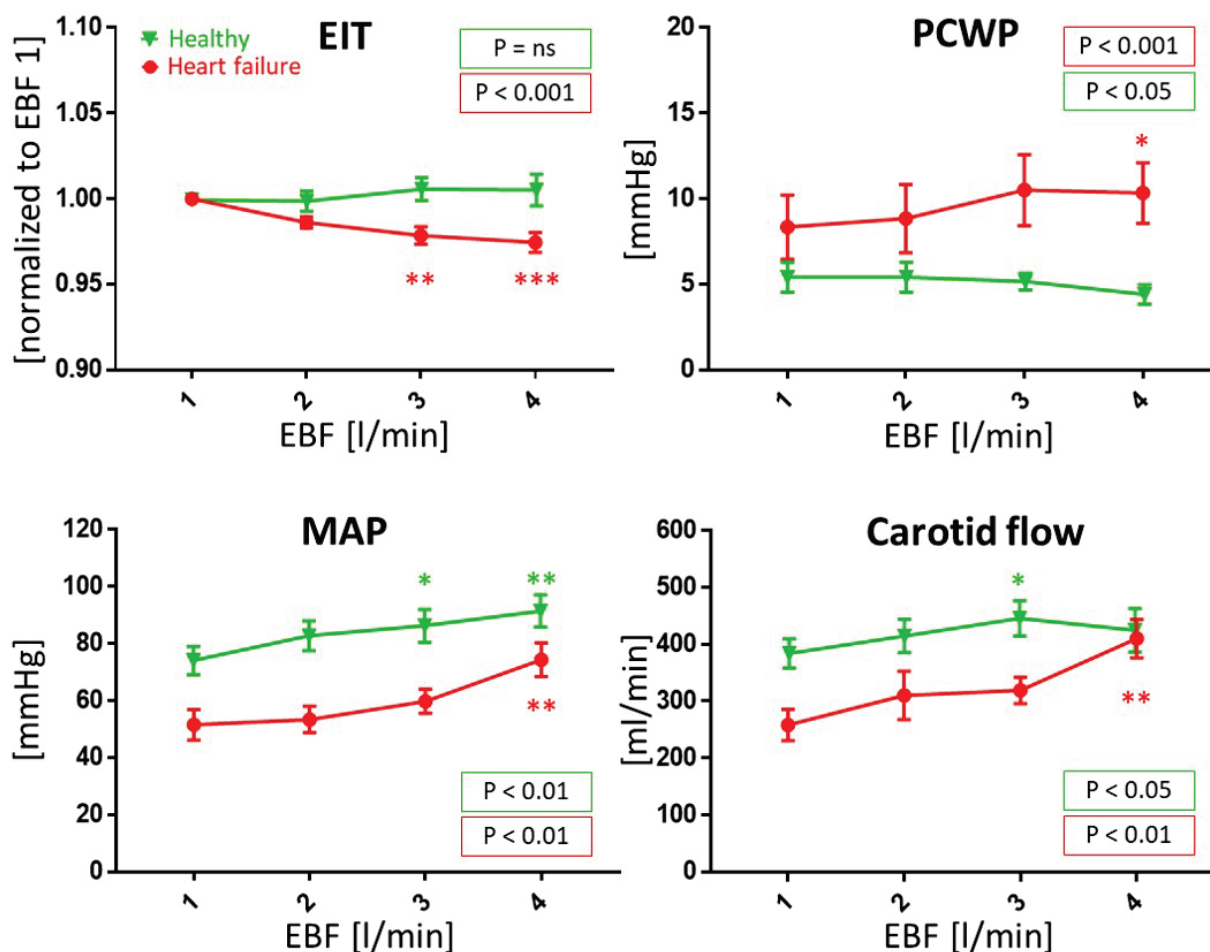 EIT
Healthy
Heart failure
P = ns
P < 0.001
[normalized to EBF 1]
1.10
1.05
1.00
0.95
0.90
** ***
1 2 3 4
EBF [l/min]
PCWP
P < 0.001
P < 0.05
[mmHg]
20
15
10
5
0
*
1 2 3 4
EBF [l/min]
MAP
[mmHg]
120
100
80
60
40
20
0
* **
**
P < 0.01
P < 0.01
1 2 3 4
EBF [l/min]
Carotid flow
[ml/min]
600
500
400
300
200
100
0
*
**
P < 0.05
P < 0.01
1 2 3 4
EBF [l/min]